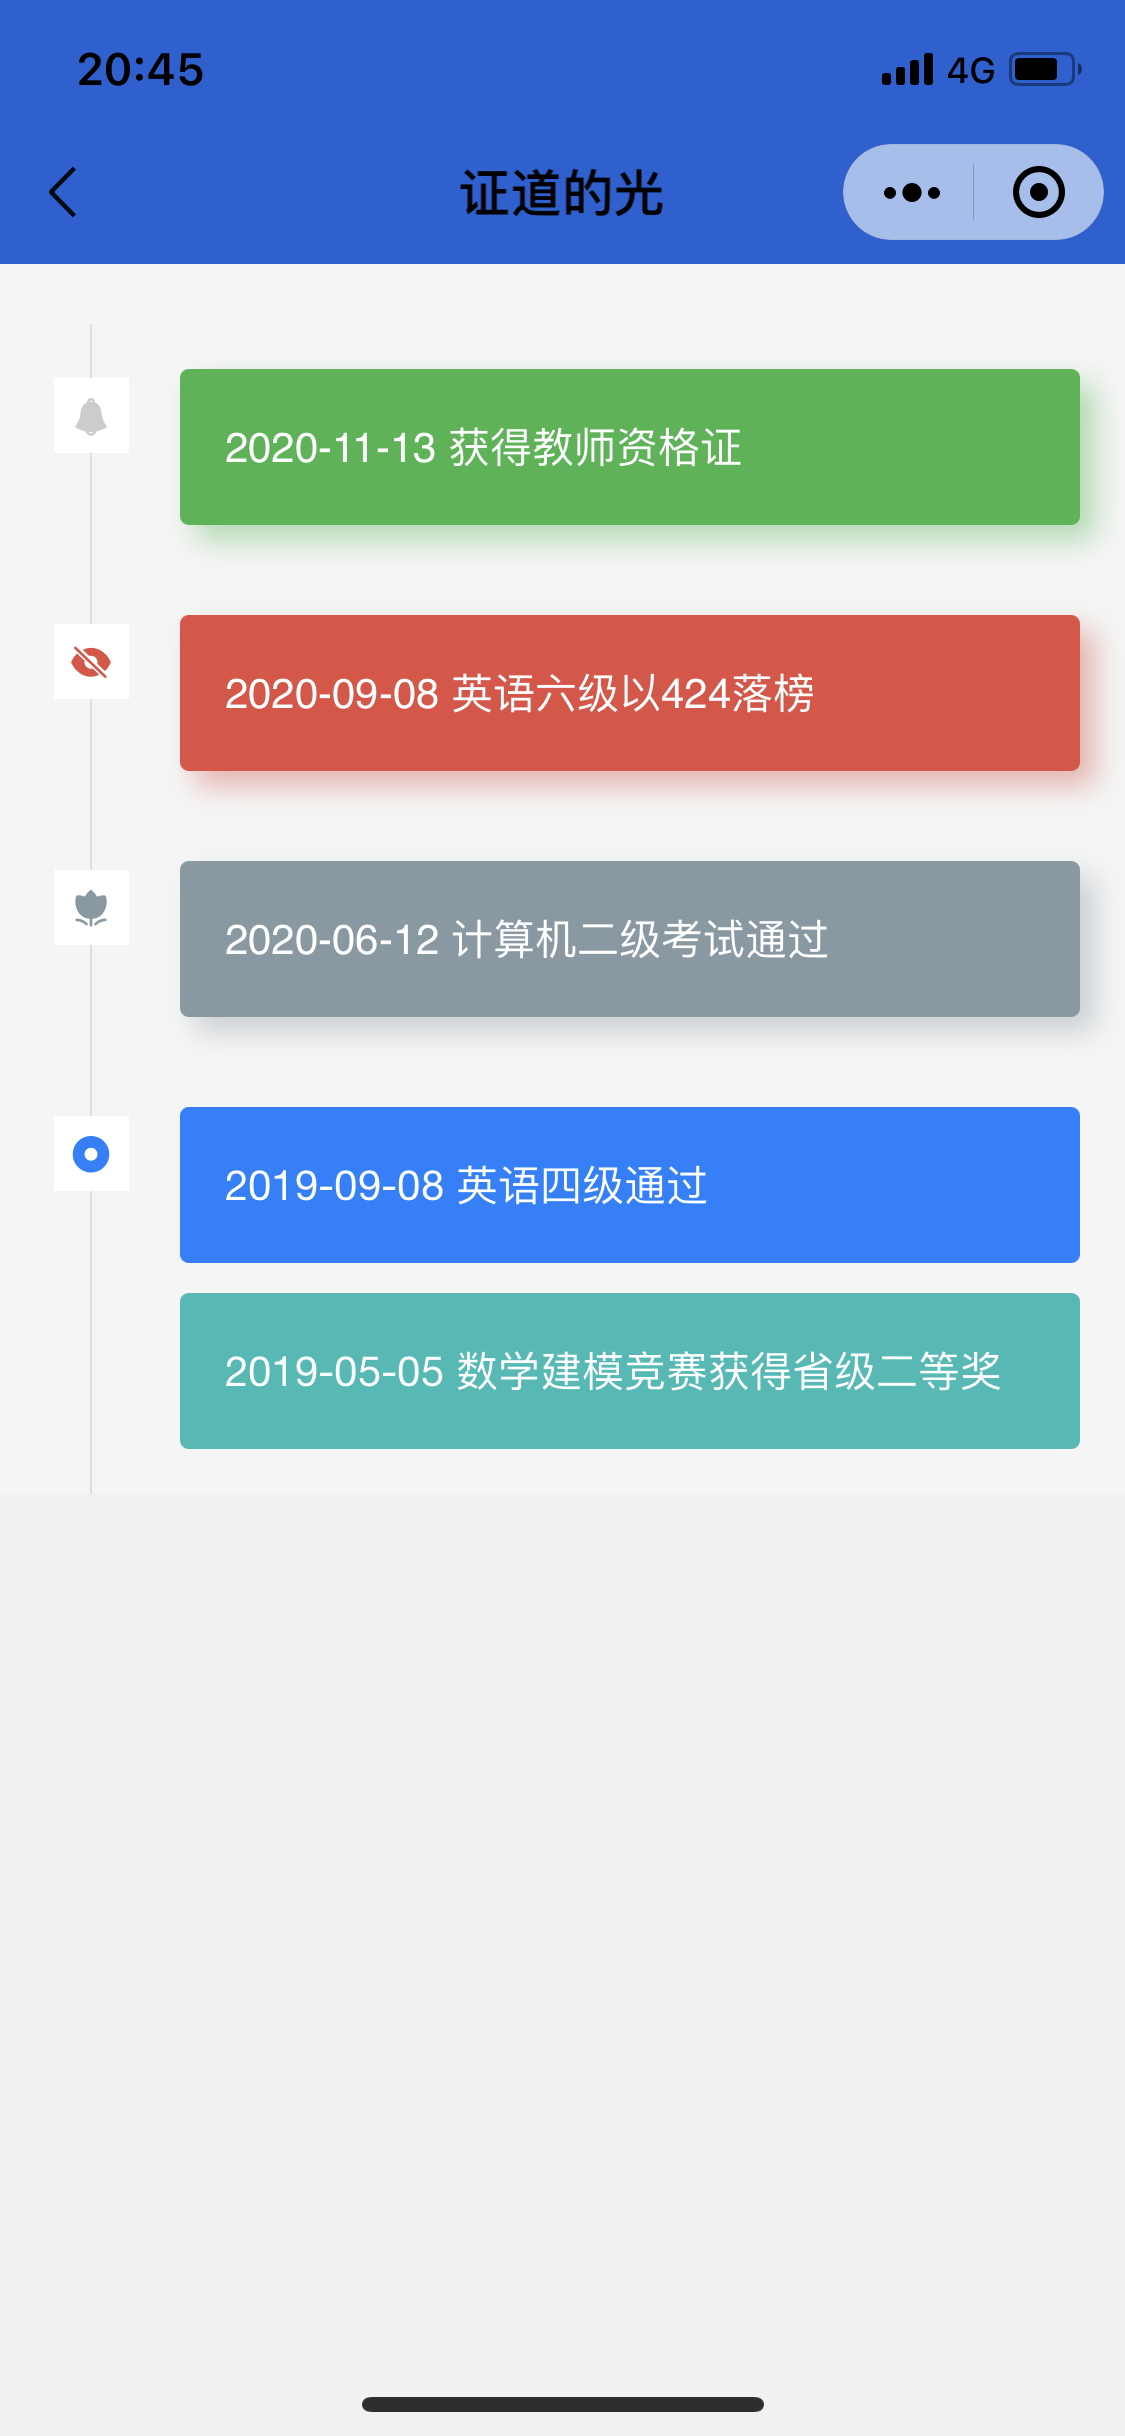 20:45
4G
证道的光
2020-11-13 获得教师资格证
2020-09-08 英语六级以424落榜
2020-06-12 计算机二级考试通过
2019-09-08 英语四级通过
2019-05-05 数学建模竞赛获得省级二等奖